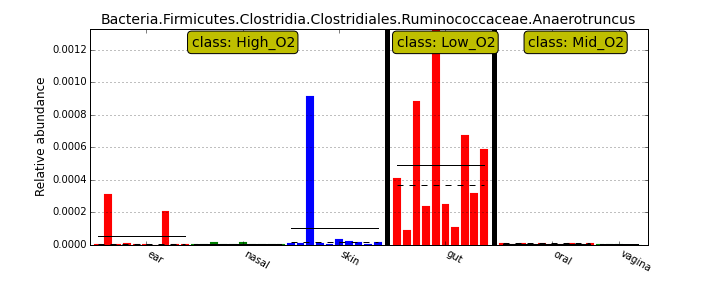 Bacteria.Firmicutes.Clostridia.Clostridiales.Ruminococcaceae.Anaerotruncus
class: High_O2
class: Low_O2
class: Mid_O2
Relative abundance
0.0012
0.0010
0.0008
0.0006
0.0004
0.0002
0.0000
ear
nasal
skin
gut
oral
vagina